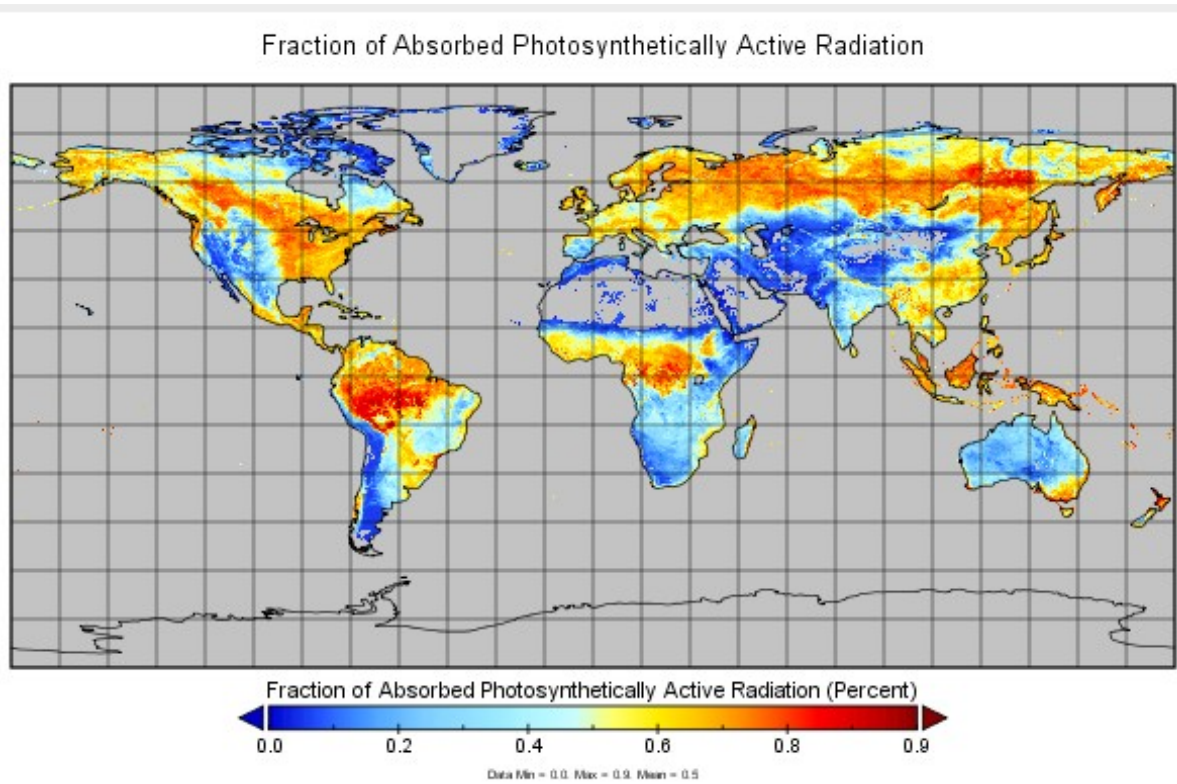 Fraction of Absorbed Photosynthetically Active Radiation
Fraction of Absorbed Photosynthetically Active Radiation (Percent)
0.0 0.2 0.4 0.6 0.8 0.9
Data Min = 0.0, Max = 0.9, Mean = 0.5